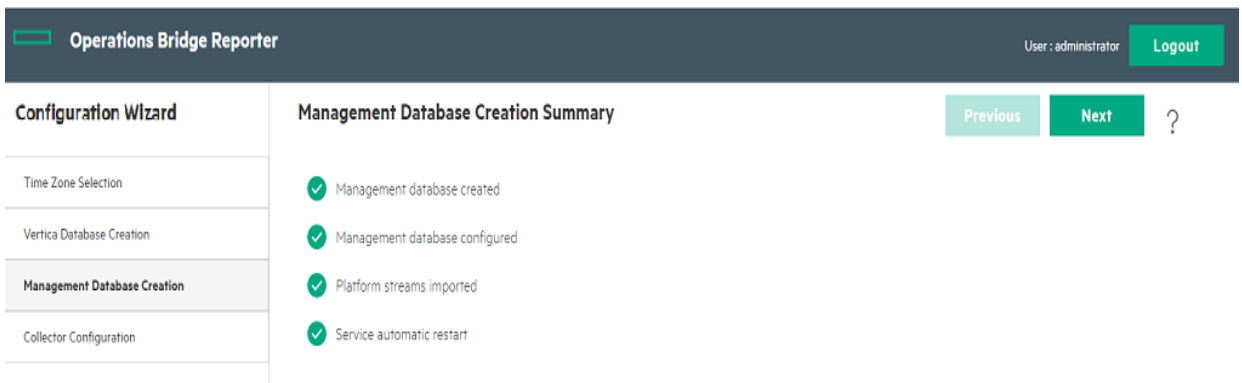 Operations Bridge Reporter
User : administrator
Logout
Configuration Wizard
Management Database Creation Summary
Previous
Next
?
Time Zone Selection
Vertica Database Creation
Management Database Creation
Collector Configuration
Management database created
Management database configured
Platform streams imported
Service automatic restart